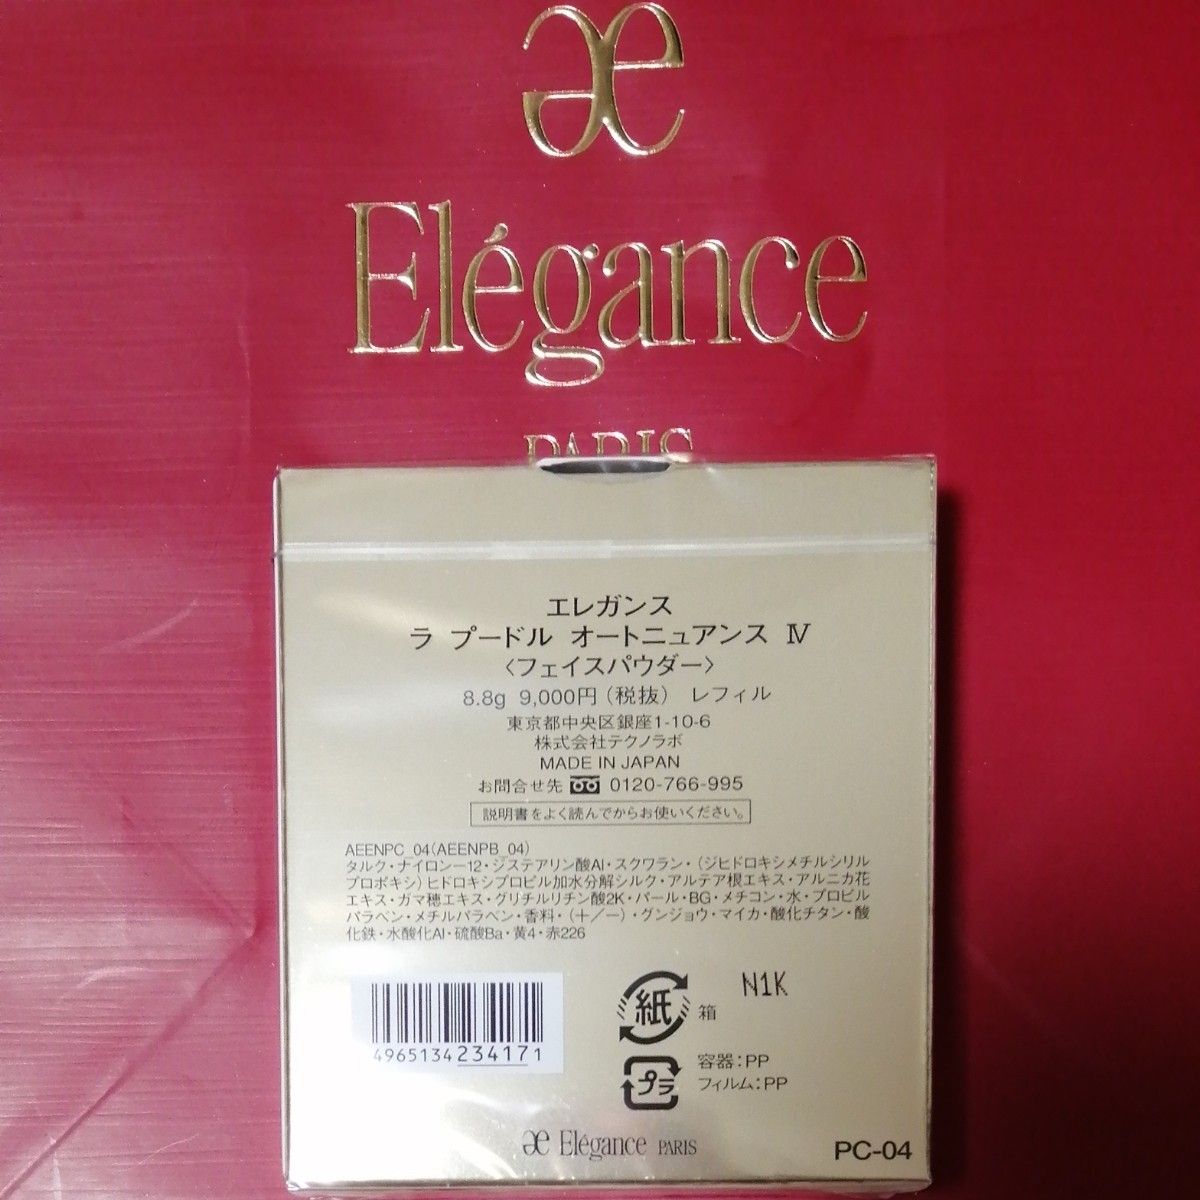 æ
Elégance
PARIS
エレガンス
ラ プードル オートニュアンス Ⅳ
〈フェイスパウダー〉
8.8g 9,000円(税抜) レフィル
東京都中央区銀座1-10-6
株式会社テクノラボ
MADE IN JAPAN
お問合せ先 0120-766-995
説明書をよく読んでからお使いください。
AEENPC_04(AEENPB_04)
タルク・ナイロン－12・ジステアリン酸Al・スクワラン・(ジヒドロキシメチルシリル
プロポキシ)ヒドロキシプロピル加水分解シルク・アルテア根エキス・アルニカ花
エキス・ガマ穂エキス・グリチルリチン酸2K・パール・BG・メチコン・水・プロピル
パラベン・メチルパラベン・香料・(＋／－)・グンジョウ・マイカ・酸化チタン・酸
化鉄・水酸化Al・硫酸Ba・黄4・赤226
4965134234171
紙 箱
N1K
プラ 容器：PP
フィルム：PP
æ Elégance PARIS
PC-04